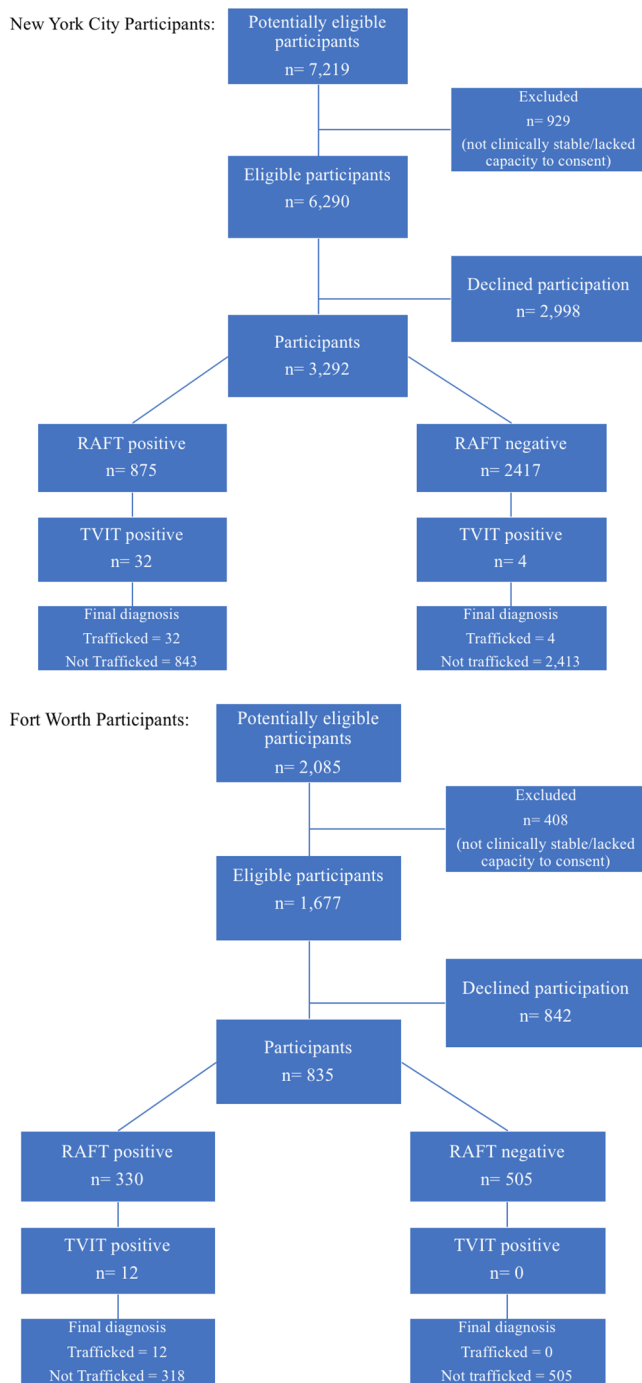 New York City Participants:
Potentially eligible
participants
n= 7,219
Excluded
n= 929
(not clinically stable/lacked
capacity to consent)
Eligible participants
n= 6,290
Declined participation
n= 2,998
Participants
n= 3,292
RAFT positive
n= 875
RAFT negative
n= 2417
TVIT positive
n= 32
TVIT positive
n= 4
Final diagnosis
Trafficked = 32
Not Trafficked = 843
Final diagnosis
Trafficked = 4
Not trafficked = 2,413
Fort Worth Participants:
Potentially eligible
participants
n= 2,085
Excluded
n= 408
(not clinically stable/lacked
capacity to consent)
Eligible participants
n= 1,677
Declined participation
n= 842
Participants
n= 835
RAFT positive
n= 330
RAFT negative
n= 505
TVIT positive
n= 12
TVIT positive
n= 0
Final diagnosis
Trafficked = 12
Not Trafficked = 318
Final diagnosis
Trafficked = 0
Not trafficked = 505